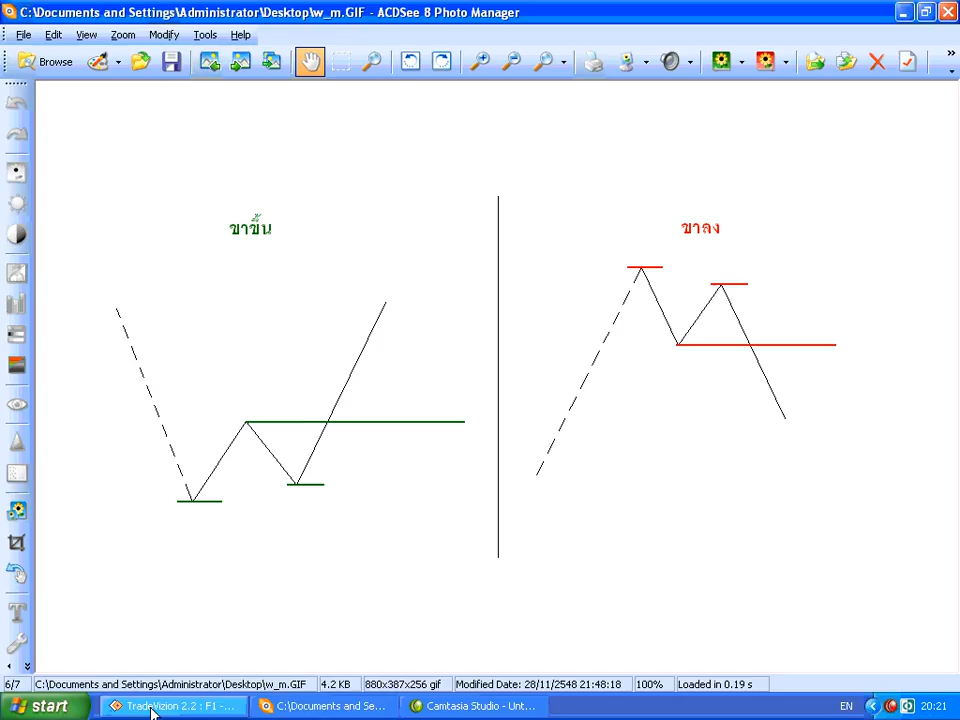 C:\Documents and Settings\Administrator\Desktop\w_m.GIF - ACDSee 8 Photo Manager
File Edit View Zoom Modify Tools Help
Browse
ขาขึ้น
ขาลง
6/7 C:\Documents and Settings\Administrator\Desktop\w_m.GIF 4.2 KB 880x387x256 gif Modified Date: 28/11/2548 21:48:18 100% Loaded in 0.19 s
start TradeVizion 2.2 : F1 -... C:\Documents and Se... Camtasia Studio - Unt... EN 20:21